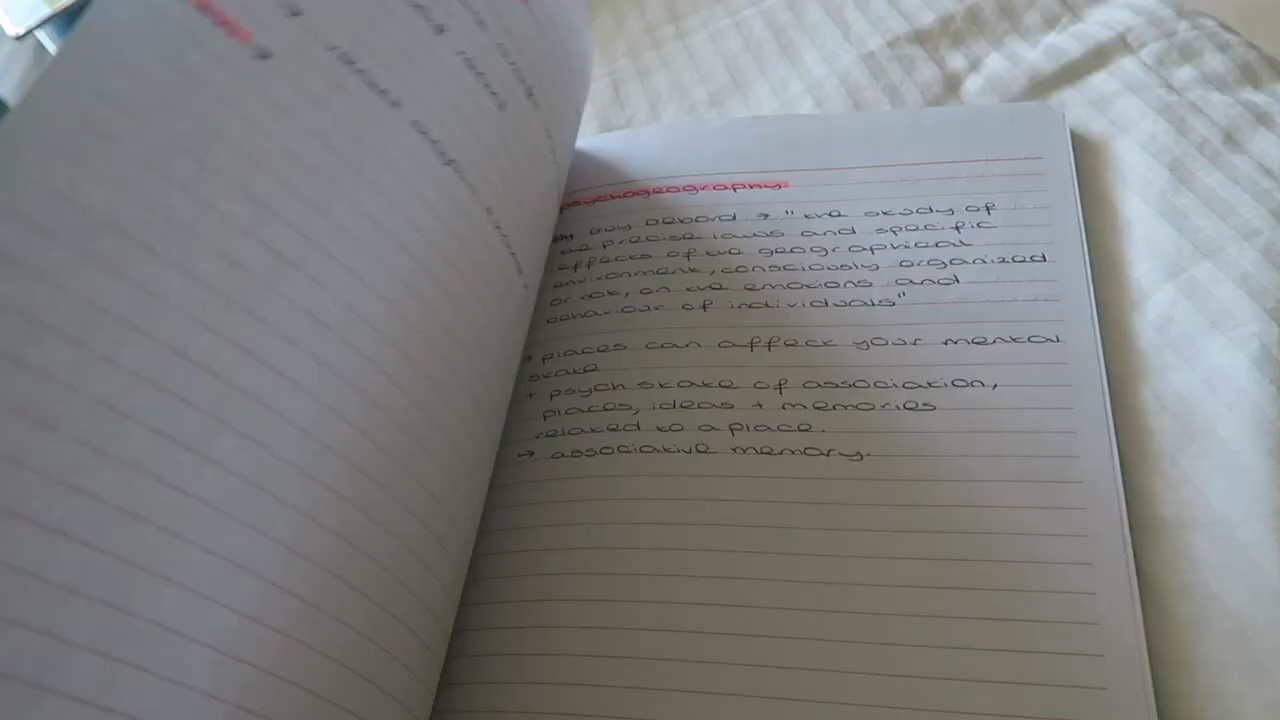 psychogeography
Guy Debord → "the study of
the precise laws and specific
effects of the geographical
environment, consciously organized
or not, on the emotions and
behaviour of individuals"
places can affect your mental
state
+ psych state of association,
places, ideas + memories
related to a place.
↳ associative memory.